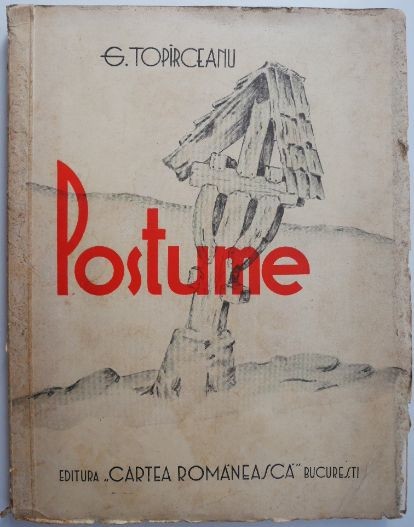 G. TOPÎRCEANU
Postume
EDITURA „CARTEA ROMÂNEASCĂ" BUCUREȘTI